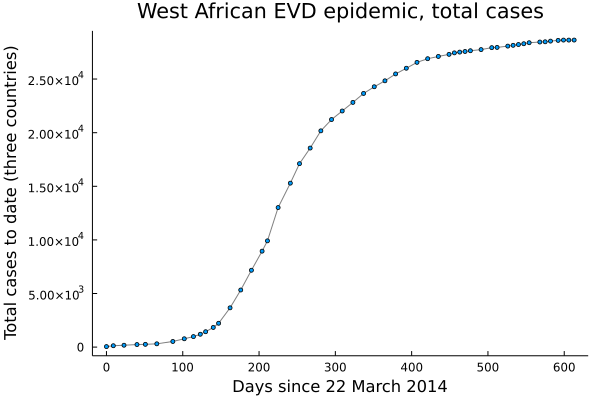 West African EVD epidemic, total cases
Total cases to date (three countries)
2.50×10⁴
2.00×10⁴
1.50×10⁴
1.00×10⁴
5.00×10³
0
0 100 200 300 400 500 600
Days since 22 March 2014